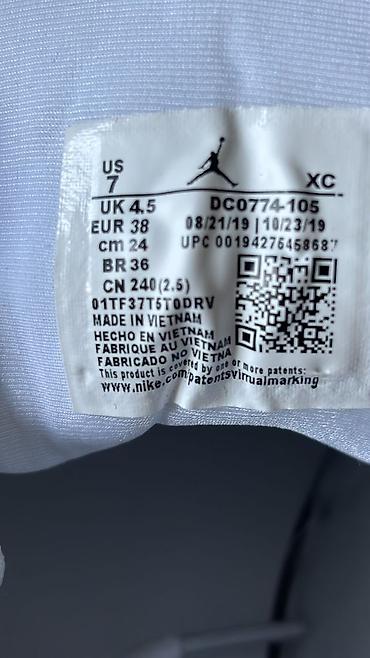 US
7
XC
UK 4.5 DC0774-105
EUR 38 08/21/19 | 10/23/19
cm 24 UPC 00194276458687
BR 36
CN 240(2.5)
01TF37T5T0DRV
MADE IN VIETNAM
HECHO EN VIETNAM
FABRIQUE AU VIETNAM
FABRICADO NO VIETNA
This product is covered by one or more patents:
www.nike.com/patentsvirtualmarking